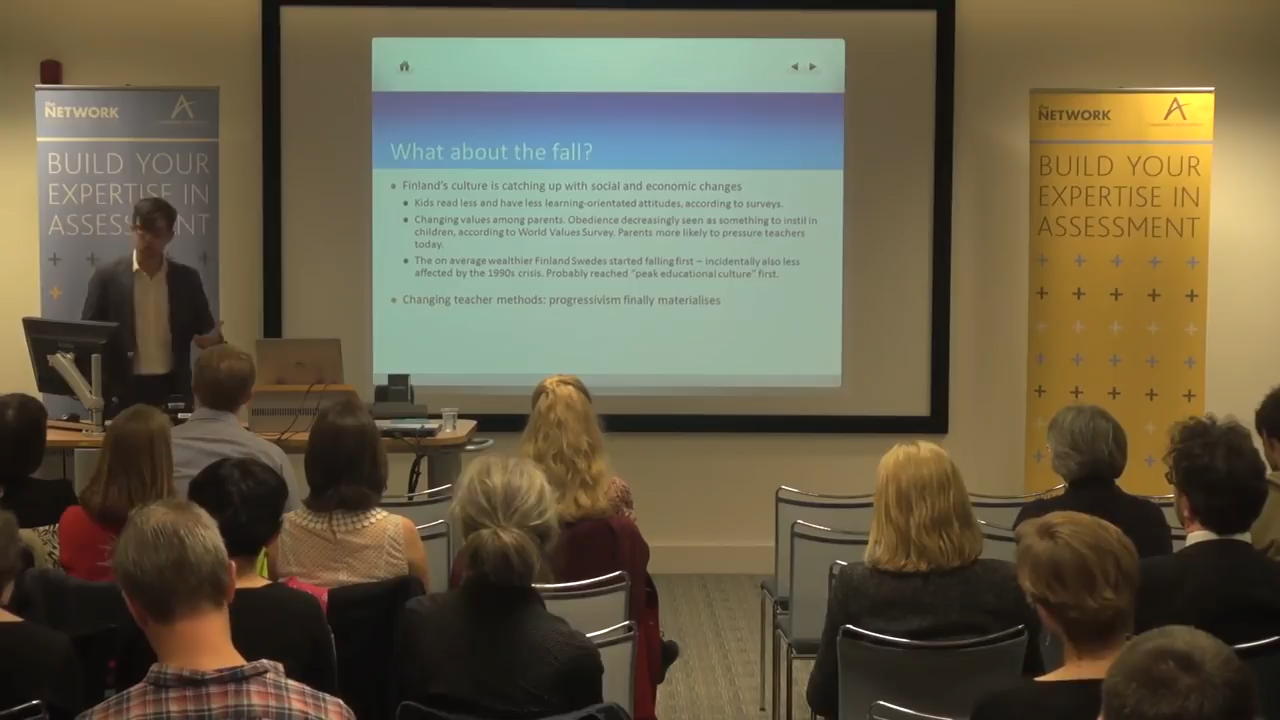 the
NETWORK
BUILD YOUR
EXPERTISE IN
ASSESSMENT
What about the fall?
• Finland's culture is catching up with social and economic changes
• Kids read less and have less learning-orientated attitudes, according to surveys.
• Changing values among parents. Obedience decreasingly seen as something to instil in
children, according to World Values Survey. Parents more likely to pressure teachers
today.
• The on average wealthier Finland Swedes started falling first – incidentally also less
affected by the 1990s crisis. Probably reached "peak educational culture" first.
• Changing teacher methods: progressivism finally materialises
the
NETWORK
BUILD YOUR
EXPERTISE IN
ASSESSMENT